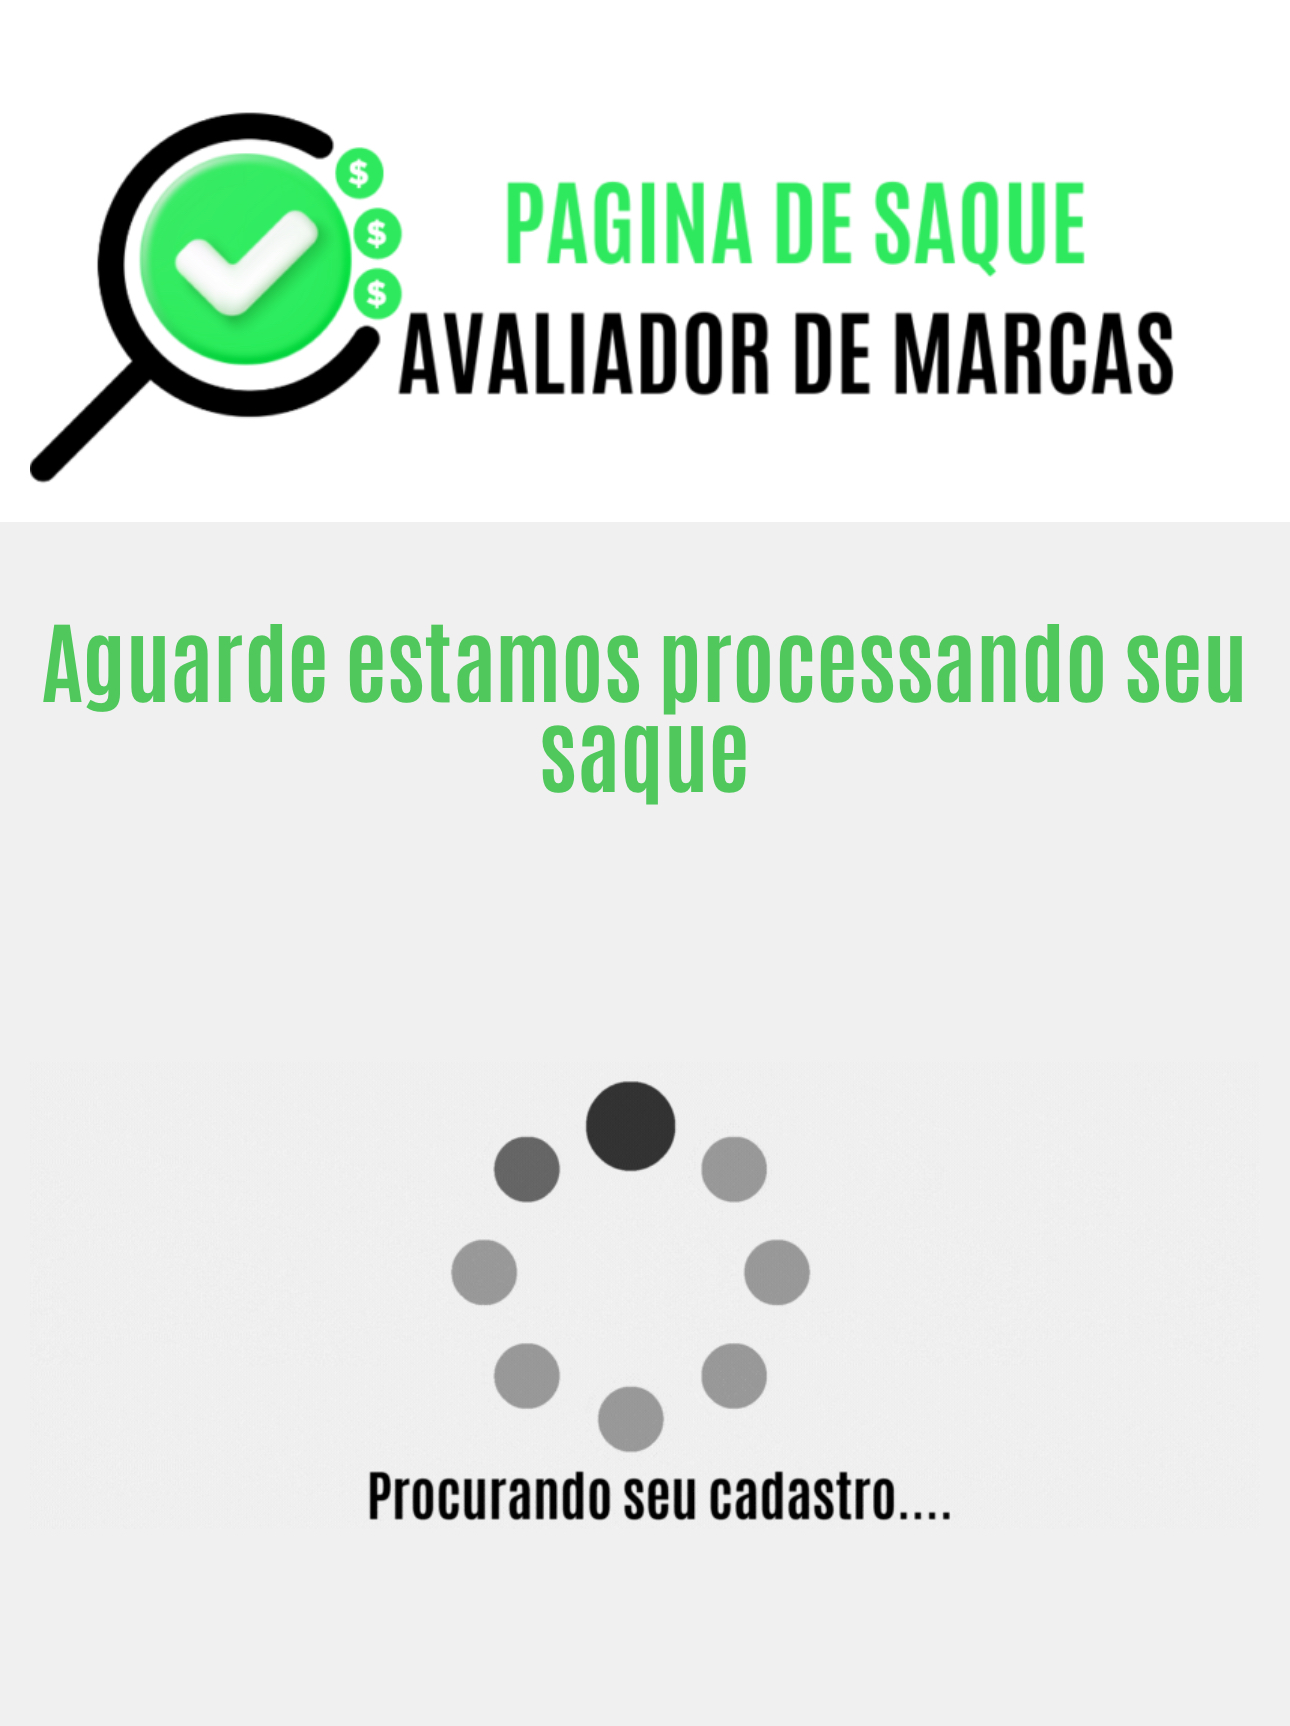 $
$
$
PAGINA DE SAQUE
AVALIADOR DE MARCAS
Aguarde estamos processando seu
saque
Procurando seu cadastro....